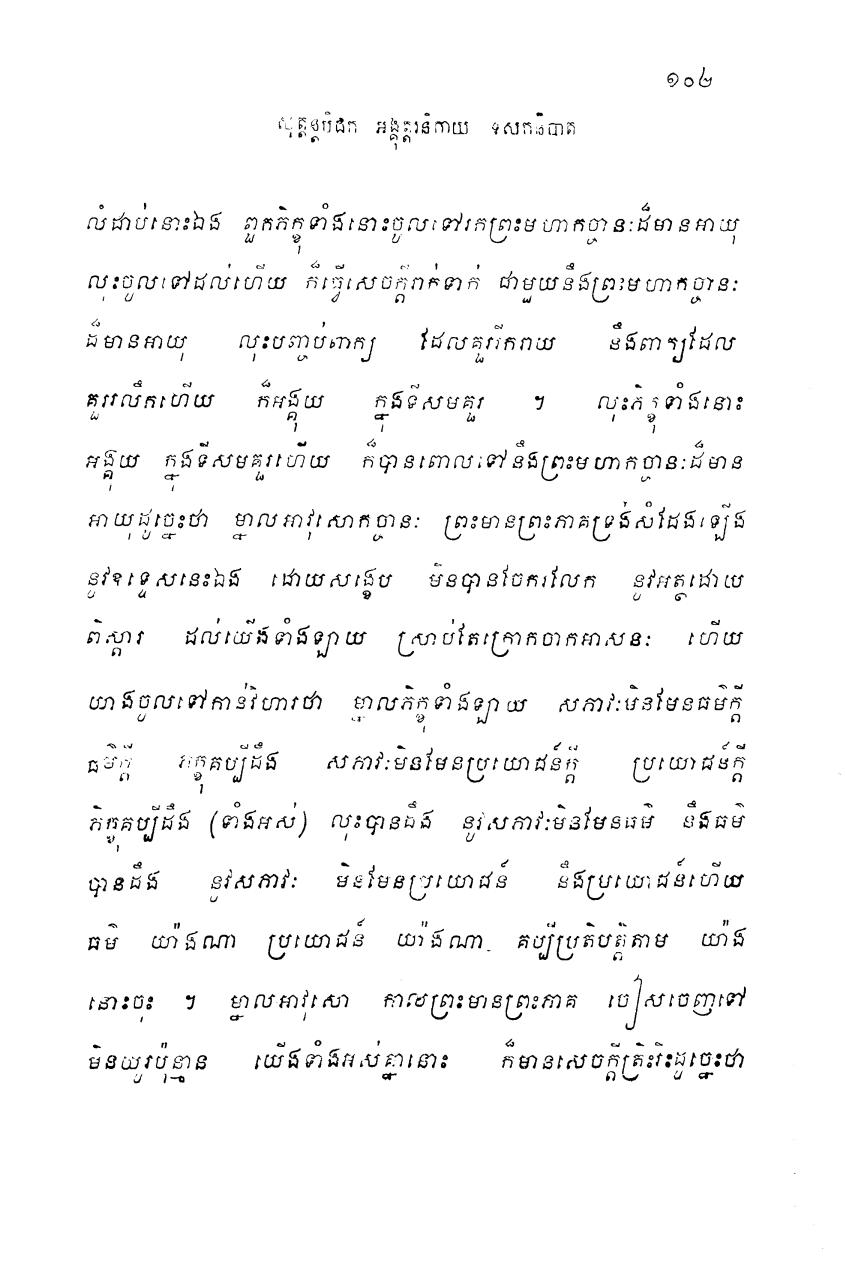 ១០៤
សុត្តន្តបិដក អង្គុត្តរនិកាយ ទសកនិបាត
លំដាប់នោះឯង ពួកភិក្ខុទាំងនោះចូលទៅរកព្រះមហាកច្ចានៈដ៏មានអាយុ
លុះចូលទៅដល់ហើយ ក៏ធ្វើសេចក្តីរាក់ទាក់ ជាមួយនឹងព្រះមហាកច្ចានៈ
ដ៏មានអាយុ លុះបញ្ចប់ពាក្យ ដែលគួររីករាយ នឹងពាក្យដែល
គួររលឹកហើយ ក៏អង្គុយ ក្នុងទីសមគួរ ។ លុះភិក្ខុទាំងនោះ
អង្គុយ ក្នុងទីសមគួរហើយ ក៏បានពោលទៅនឹងព្រះមហាកច្ចានៈដ៏មាន
អាយុដូច្នេះថា ម្នាលអាវុសោកច្ចានៈ ព្រះមានព្រះភាគទ្រង់សំដែងឡើង
នូវឧទ្ទេសនេះឯង ដោយសង្ខេប មិនបានចែករលែក នូវអត្ថដោយ
ពិស្តារ ដល់យើងទាំងឡាយ ស្រាប់តែក្រោកចាកអាសនៈ ហើយ
យាងចូលទៅកាន់វិហារថា ម្នាលភិក្ខុទាំងឡាយ សភាវៈមិនមែនធម៌ក្តី
ធម៌ក្តី ភិក្ខុគប្បីដឹង សភាវៈមិនមែនប្រយោជន៍ក្តី ប្រយោជន៍ក្តី
ភិក្ខុគប្បីដឹង (ទាំងអស់) លុះបានដឹង នូវសភាវៈមិនមែនធម៌ នឹងធម៌
បានដឹង នូវសភាវៈ មិនមែនប្រយោជន៍ នឹងប្រយោជន៍ហើយ
ធម៌ យ៉ាងណា ប្រយោជន៍ យ៉ាងណា គប្បីប្រតិបត្តិតាម យ៉ាង
នោះចុះ ។ ម្នាលអាវុសោ កាលព្រះមានព្រះភាគ ចៀសចេញទៅ
មិនយូរប៉ុន្មាន យើងទាំងអស់គ្នានោះ ក៏មានសេចក្តីត្រិះរិះដូច្នេះថា